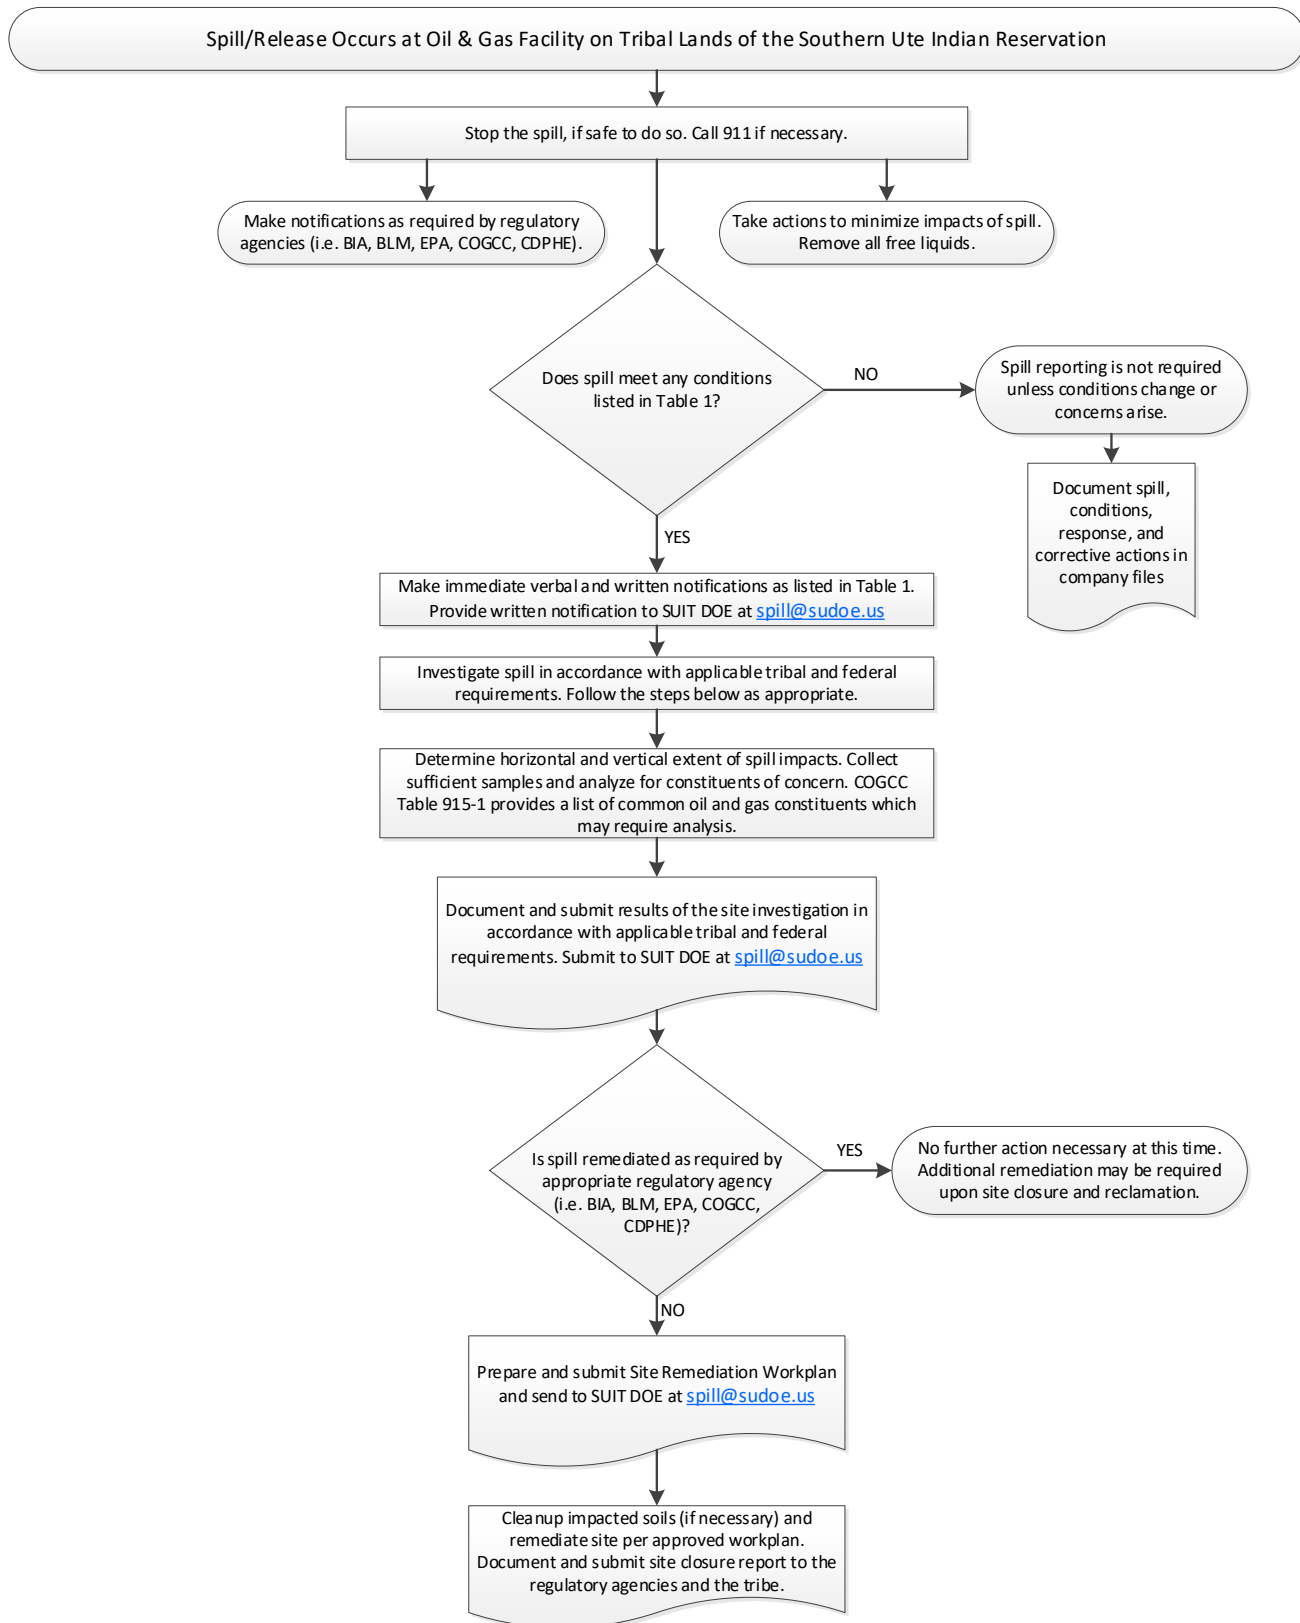 Spill/Release Occurs at Oil & Gas Facility on Tribal Lands of the Southern Ute Indian Reservation
Stop the spill, if safe to do so. Call 911 if necessary.
Make notifications as required by regulatory
agencies (i.e. BIA, BLM, EPA, COGCC, CDPHE).
Take actions to minimize impacts of spill.
Remove all free liquids.
Does spill meet any conditions
listed in Table 1?
NO
Spill reporting is not required
unless conditions change or
concerns arise.
Document spill,
conditions,
response, and
corrective actions in
company files
YES
Make immediate verbal and written notifications as listed in Table 1.
Provide written notification to SUIT DOE at spill@sudoe.us
Investigate spill in accordance with applicable tribal and federal
requirements. Follow the steps below as appropriate.
Determine horizontal and vertical extent of spill impacts. Collect
sufficient samples and analyze for constituents of concern. COGCC
Table 915-1 provides a list of common oil and gas constituents which
may require analysis.
Document and submit results of the site investigation in
accordance with applicable tribal and federal
requirements. Submit to SUIT DOE at spill@sudoe.us
Is spill remediated as required by
appropriate regulatory agency
(i.e. BIA, BLM, EPA, COGCC,
CDPHE)?
YES
No further action necessary at this time.
Additional remediation may be required
upon site closure and reclamation.
NO
Prepare and submit Site Remediation Workplan
and send to SUIT DOE at spill@sudoe.us
Cleanup impacted soils (if necessary) and
remediate site per approved workplan.
Document and submit site closure report to the
regulatory agencies and the tribe.